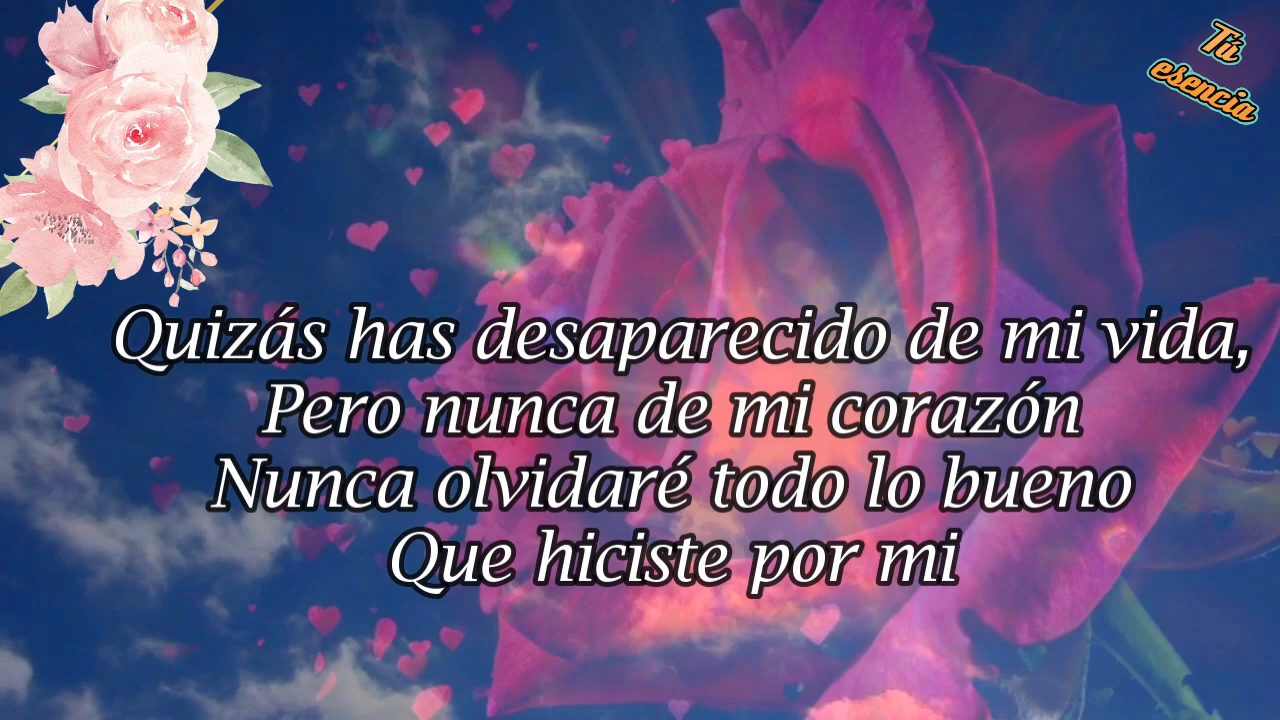 Tú
esencia
Quizás has desaparecido de mi vida,
Pero nunca de mi corazón
Nunca olvidaré todo lo bueno
Que hiciste por mi